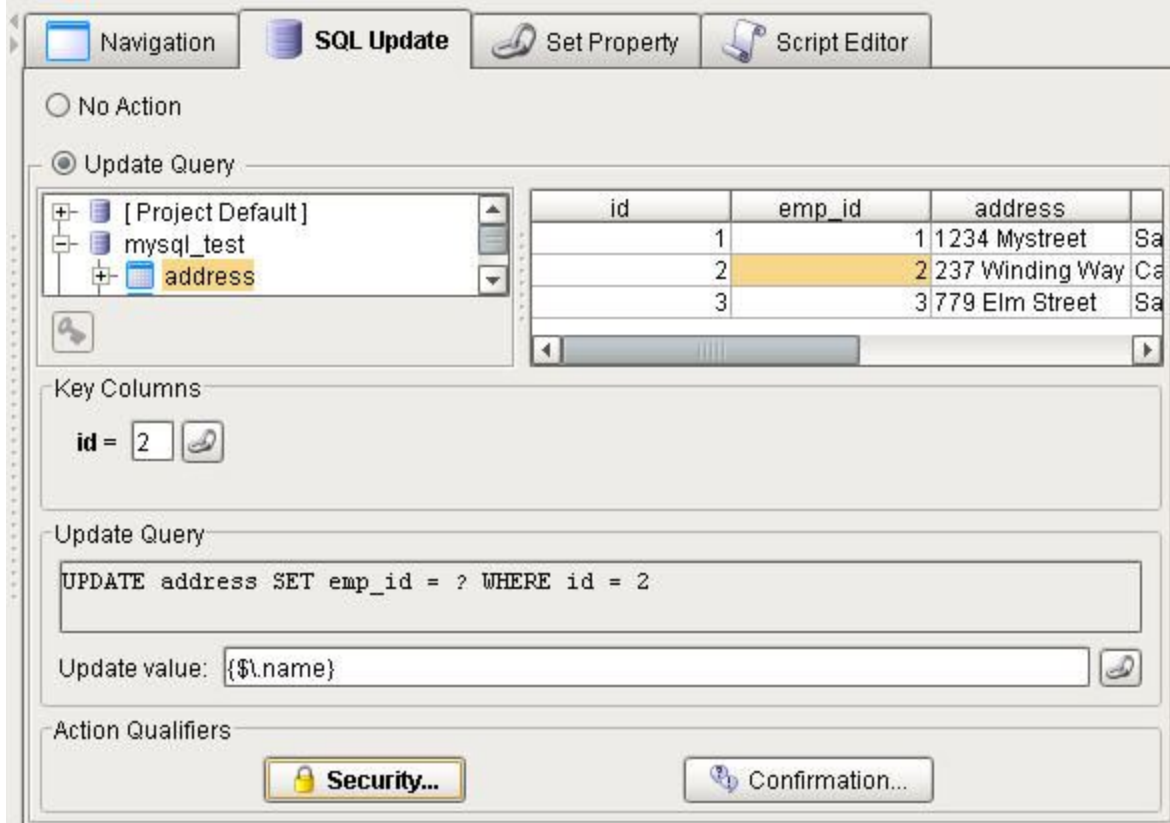 Navigation SQL Update Set Property Script Editor
No Action
Update Query
[Project Default]
mysql_test
address
id emp_id address
1 1 1234 Mystreet Sa
2 2 237 Winding Way Ca
3 3 779 Elm Street Sa
Key Columns
id = 2
Update Query
UPDATE address SET emp_id = ? WHERE id = 2
Update value: {$\.name}
Action Qualifiers
Security... Confirmation...